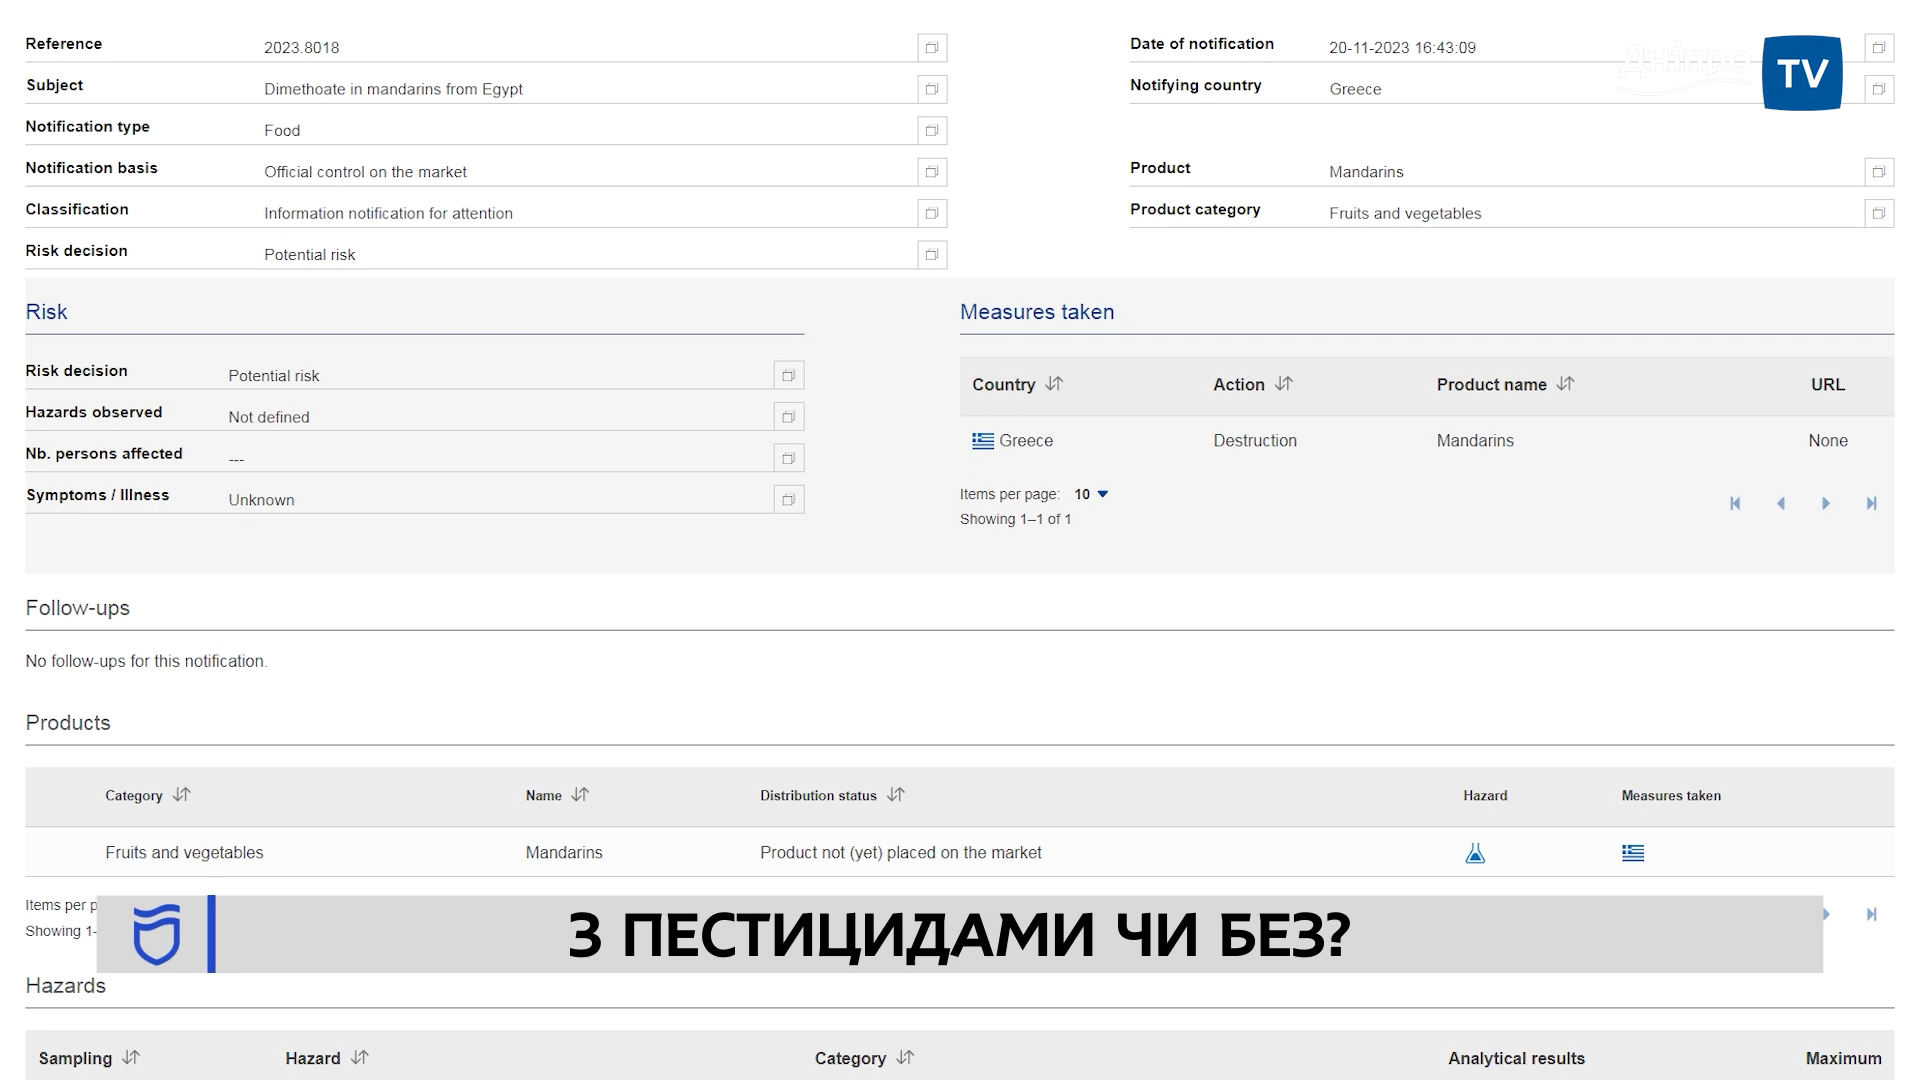 Reference 2023.8018
Date of notification 20-11-2023 16:43:09
Дніпро TV
Subject Dimethoate in mandarins from Egypt
Notifying country Greece
Notification type Food
Notification basis Official control on the market
Product Mandarins
Classification Information notification for attention
Product category Fruits and vegetables
Risk decision Potential risk
Risk
Risk decision Potential risk
Hazards observed Not defined
Nb. persons affected ---
Symptoms / Illness Unknown
Measures taken
Country Action Product name URL
Greece Destruction Mandarins None
Items per page: 10
Showing 1–1 of 1
Follow-ups
No follow-ups for this notification.
Products
Category Name Distribution status Hazard Measures taken
Fruits and vegetables Mandarins Product not (yet) placed on the market
Items per p
Showing 1-
З ПЕСТИЦИДАМИ ЧИ БЕЗ?
Hazards
Sampling Hazard Category Analytical results Maximum